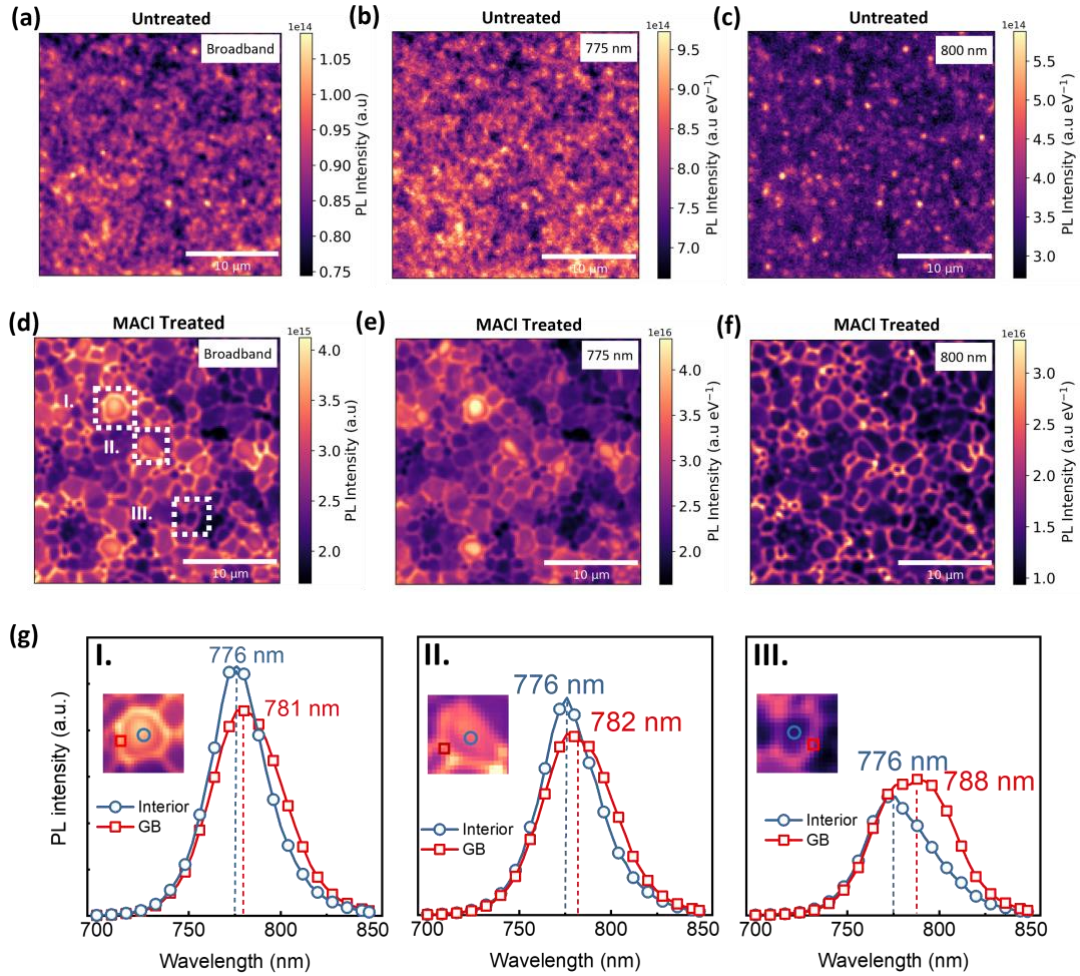 (a)
Untreated
Broadband
1e14
1.05
1.00
0.95
0.90
0.85
0.80
0.75
PL Intensity (a.u)
10 μm
(b)
Untreated
775 nm
1e14
9.5
9.0
8.5
8.0
7.5
7.0
PL Intensity (a.u eV⁻¹)
10 μm
(c)
Untreated
800 nm
1e14
5.5
5.0
4.5
4.0
3.5
3.0
PL Intensity (a.u eV⁻¹)
10 μm
(d)
MACl Treated
Broadband
I.
II.
III.
1e15
4.0
3.5
3.0
2.5
2.0
PL Intensity (a.u)
10 μm
(e)
MACl Treated
775 nm
1e16
4.0
3.5
3.0
2.5
2.0
PL Intensity (a.u eV⁻¹)
10 μm
(f)
MACl Treated
800 nm
1e16
3.0
2.5
2.0
1.5
1.0
PL Intensity (a.u eV⁻¹)
10 μm
(g)
PL intensity (a.u.)
I.
776 nm
781 nm
Interior
GB
700 750 800 850
Wavelength (nm)
II.
776 nm
782 nm
Interior
GB
700 750 800 850
Wavelength (nm)
III.
776 nm
788 nm
Interior
GB
700 750 800 850
Wavelength (nm)